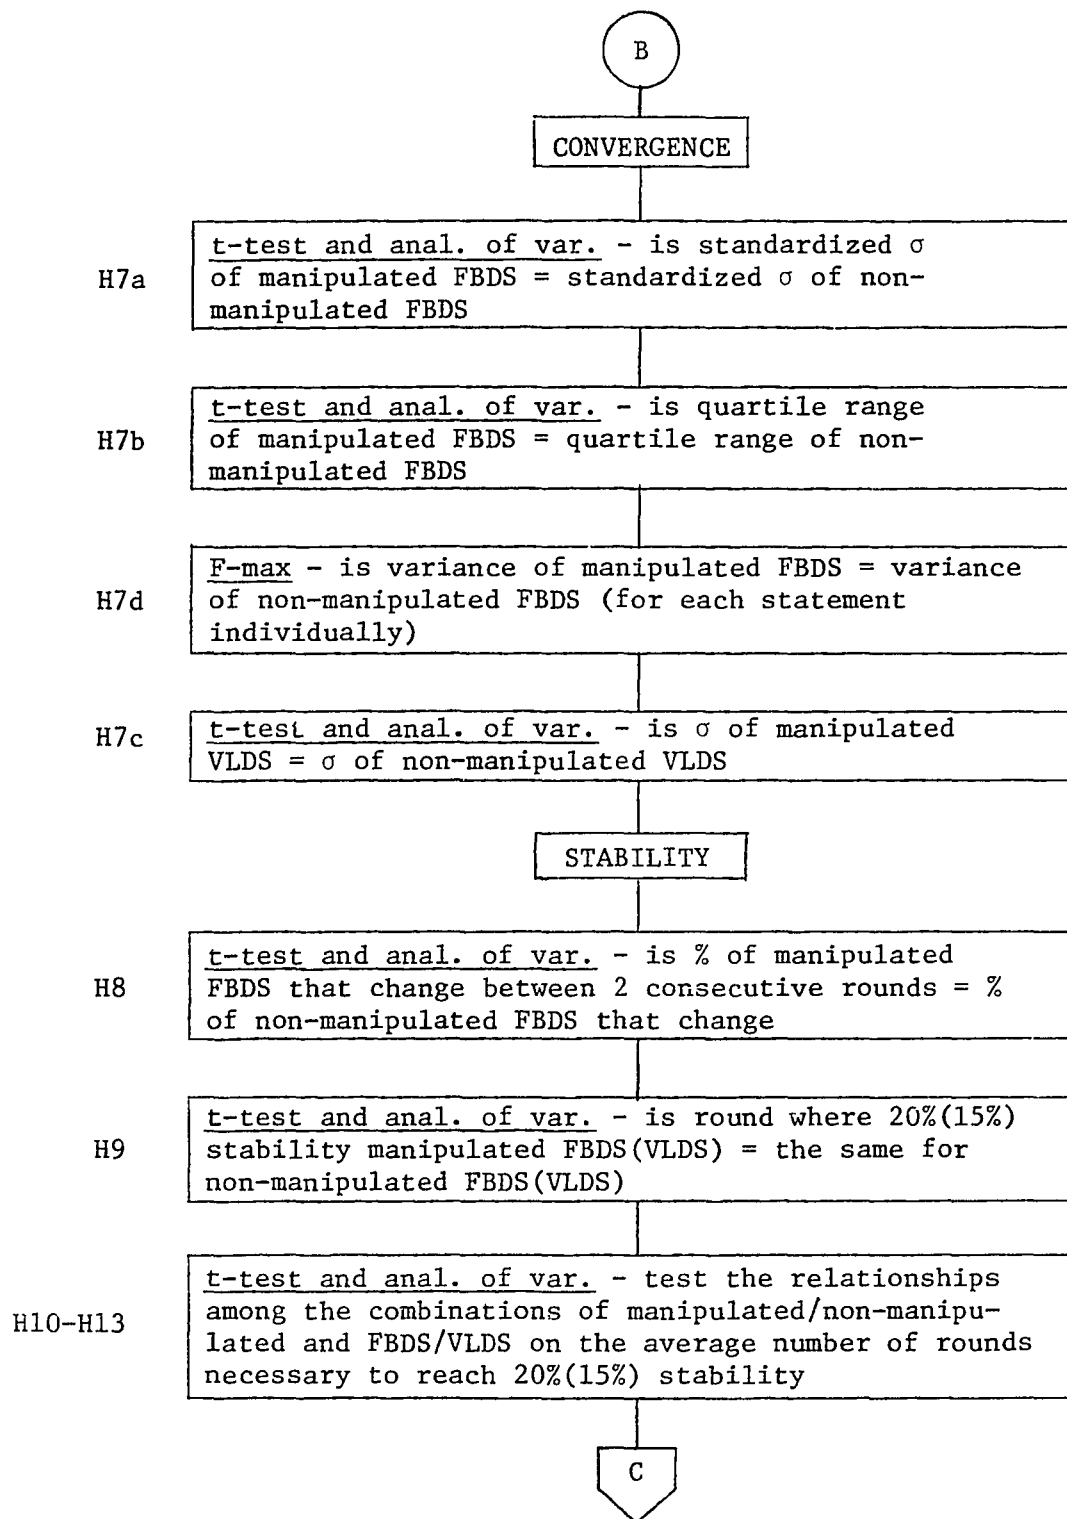 B
CONVERGENCE
H7a
t-test and anal. of var. - is standardized σ
of manipulated FBDS = standardized σ of non-
manipulated FBDS
H7b
t-test and anal. of var. - is quartile range
of manipulated FBDS = quartile range of non-
manipulated FBDS
H7d
F-max - is variance of manipulated FBDS = variance
of non-manipulated FBDS (for each statement
individually)
H7c
t-test and anal. of var. - is σ of manipulated
VLDS = σ of non-manipulated VLDS
STABILITY
H8
t-test and anal. of var. - is % of manipulated
FBDS that change between 2 consecutive rounds = %
of non-manipulated FBDS that change
H9
t-test and anal. of var. - is round where 20%(15%)
stability manipulated FBDS(VLDS) = the same for
non-manipulated FBDS(VLDS)
H10-H13
t-test and anal. of var. - test the relationships
among the combinations of manipulated/non-manipu-
lated and FBDS/VLDS on the average number of rounds
necessary to reach 20%(15%) stability
C